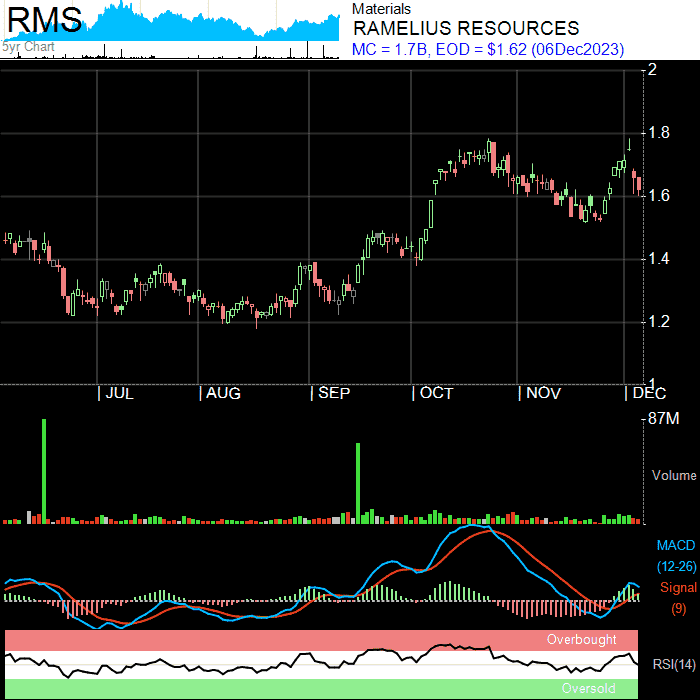 RMS
5yr Chart
Materials
RAMELIUS RESOURCES
MC = 1.7B, EOD = $1.62 (06Dec2023)
2
1.8
1.6
1.4
1.2
1
| JUL | AUG | SEP | OCT | NOV | DEC
87M
Volume
MACD
(12-26)
Signal
(9)
Overbought
RSI(14)
Oversold